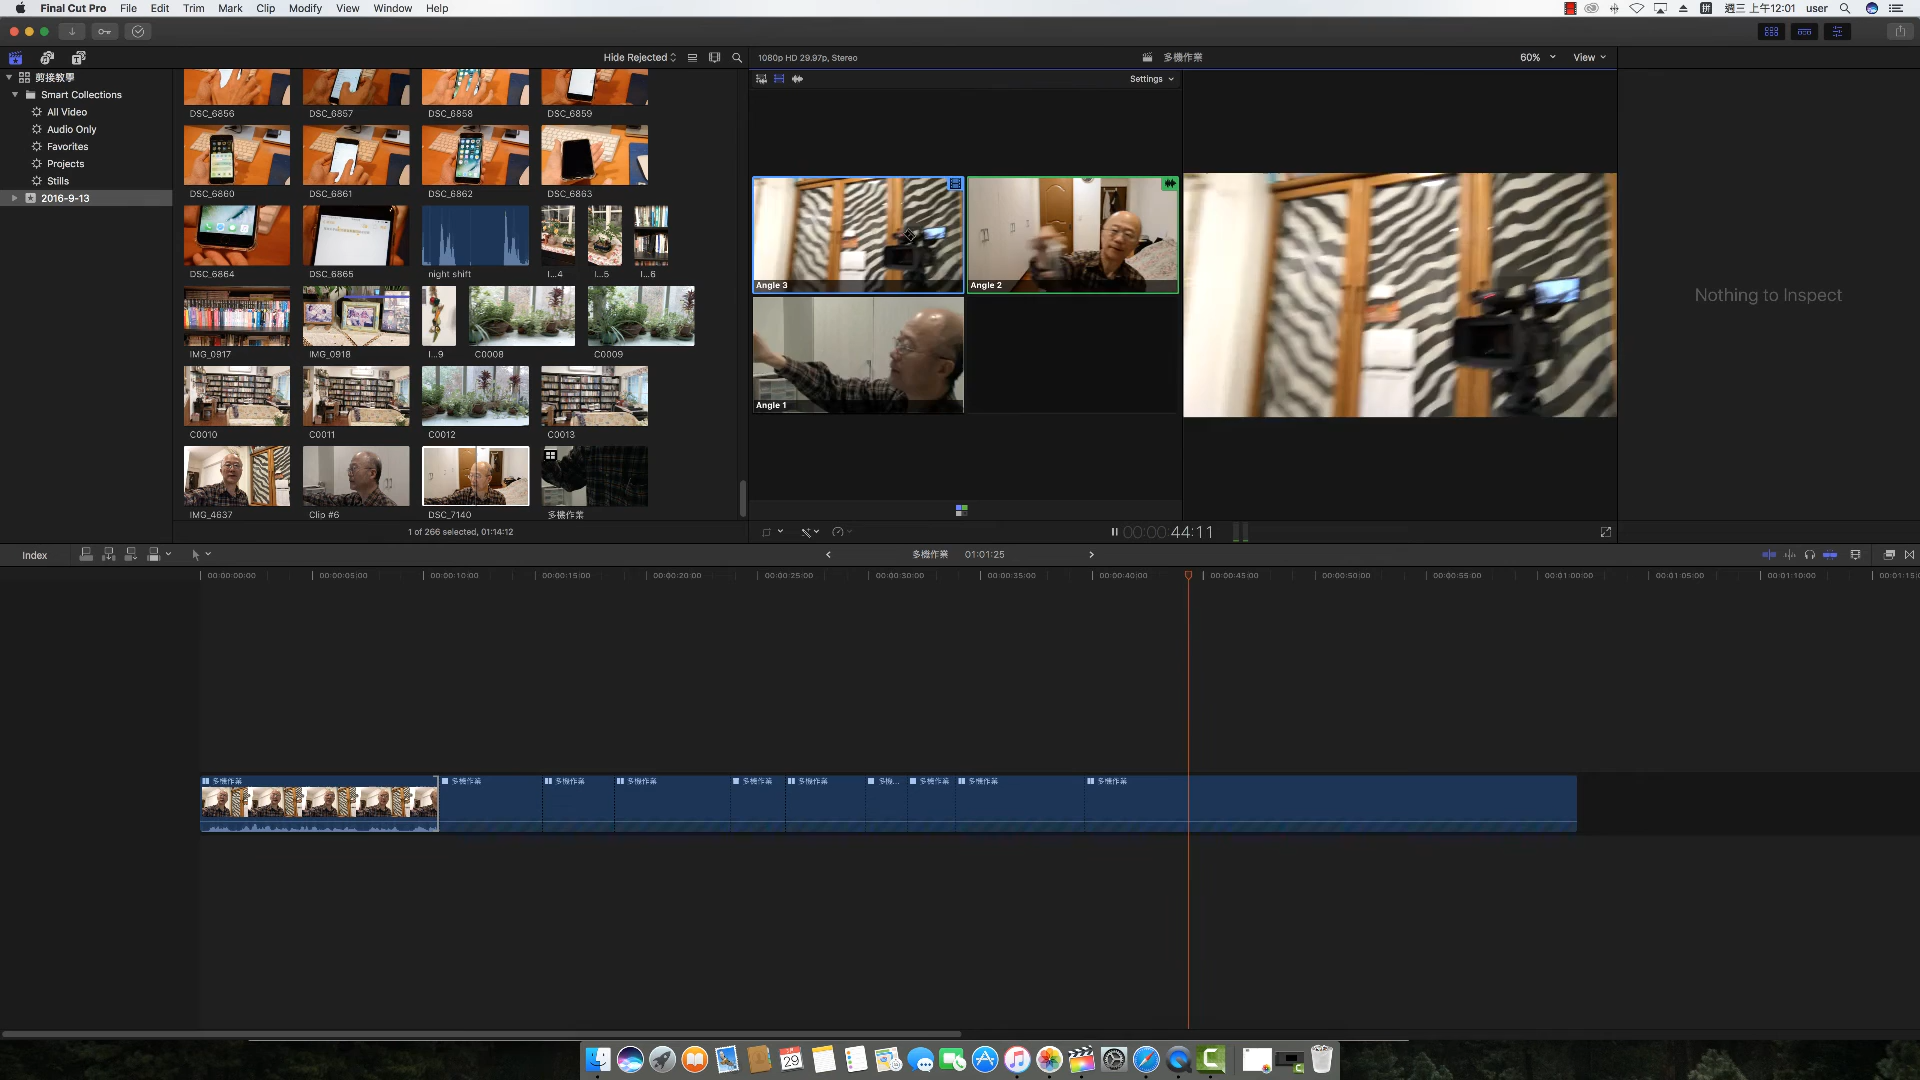 Final Cut Pro File Edit Trim Mark Clip Modify View Window Help
週三 上午12:01 user
Hide Rejected
1080p HD 29.97p, Stereo
多機作業
60% View
剪接教學
Smart Collections
All Video
Audio Only
Favorites
Projects
Stills
2016-9-13
DSC_6856 DSC_6857 DSC_6858 DSC_6859
DSC_6860 DSC_6861 DSC_6862 DSC_6863
DSC_6864 DSC_6865 night shift I...4 I...5 I...6
IMG_0917 IMG_0918 I...9 C0008 C0009
C0010 C0011 C0012 C0013
IMG_4637 Clip #6 DSC_7140 多機作業
1 of 266 selected, 01:14:12
Settings
Angle 3
Angle 2
Angle 1
Nothing to Inspect
00:00:44:11
Index
多機作業 01:01:25
00:00:00:00 00:00:05:00 00:00:10:00 00:00:15:00 00:00:20:00 00:00:25:00 00:00:30:00 00:00:35:00 00:00:40:00 00:00:45:00 00:00:50:00 00:00:55:00 00:01:00:00 00:01:05:00 00:01:10:00 00:01:15:0
多機作業 多機作業 多機作業 多機作業 多機作業 多機作業 多機... 多機作業 多機作業 多機作業
29